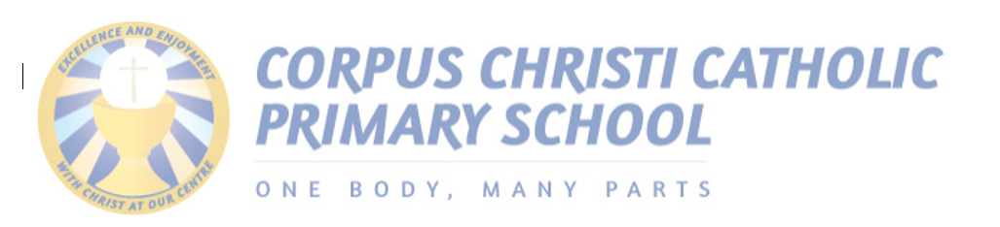 EXCELLENCE AND ENJOYMENT
WITH CHRIST AT OUR CENTRE
CORPUS CHRISTI CATHOLIC
PRIMARY SCHOOL
ONE BODY, MANY PARTS